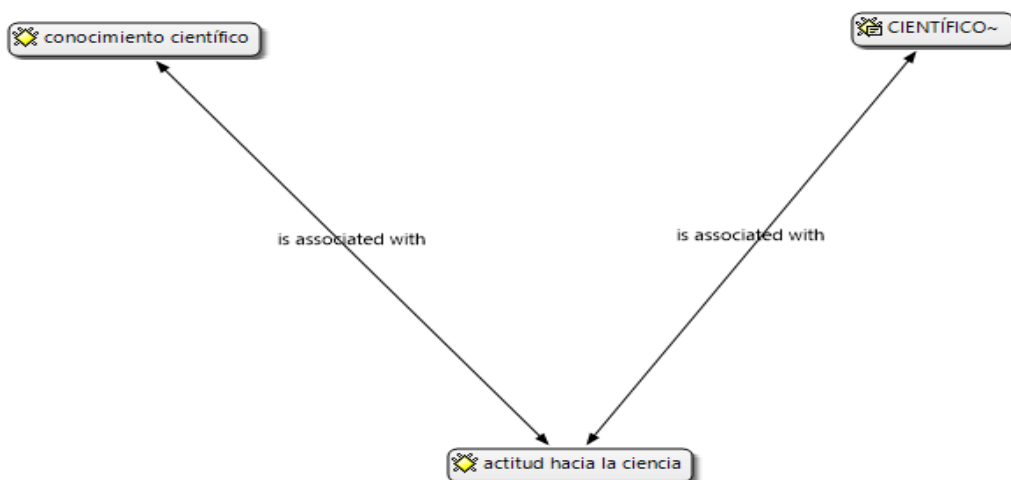 conocimiento científico
CIENTÍFICO~
is associated with
is associated with
actitud hacia la ciencia